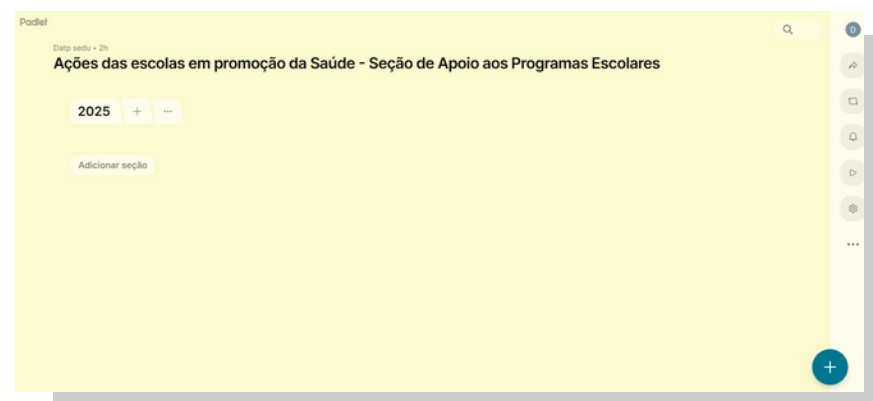 Padlet
Datp sedu • 2h
Ações das escolas em promoção da Saúde - Seção de Apoio aos Programas Escolares
2025
Adicionar seção
D